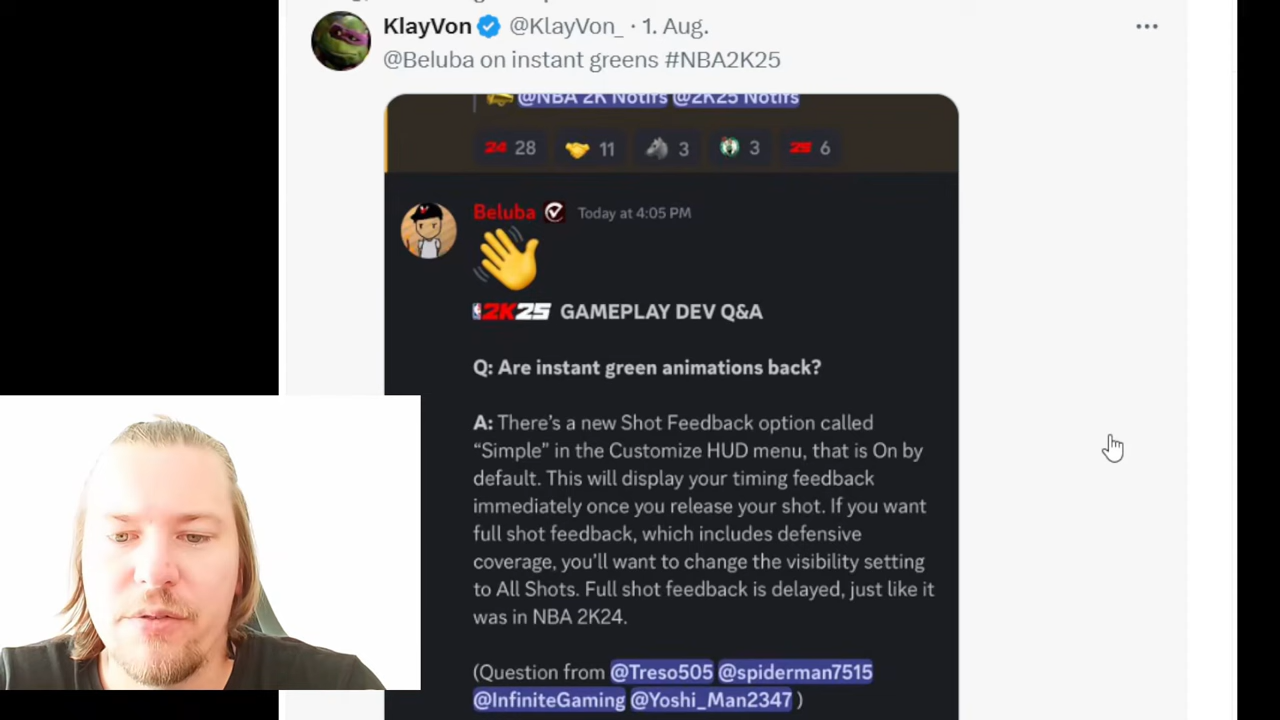 KlayVon @KlayVon_ · 1. Aug.
@Beluba on instant greens #NBA2K25
@NBA 2K Notifs @2K25 Notifs
24 28 11 3 3 25 6
Beluba Today at 4:05 PM
2K25 GAMEPLAY DEV Q&A
Q: Are instant green animations back?
A: There's a new Shot Feedback option called
“Simple” in the Customize HUD menu, that is On by
default. This will display your timing feedback
immediately once you release your shot. If you want
full shot feedback, which includes defensive
coverage, you'll want to change the visibility setting
to All Shots. Full shot feedback is delayed, just like it
was in NBA 2K24.
(Question from @Treso505 @spiderman7515
@InfiniteGaming @Yoshi_Man2347 )